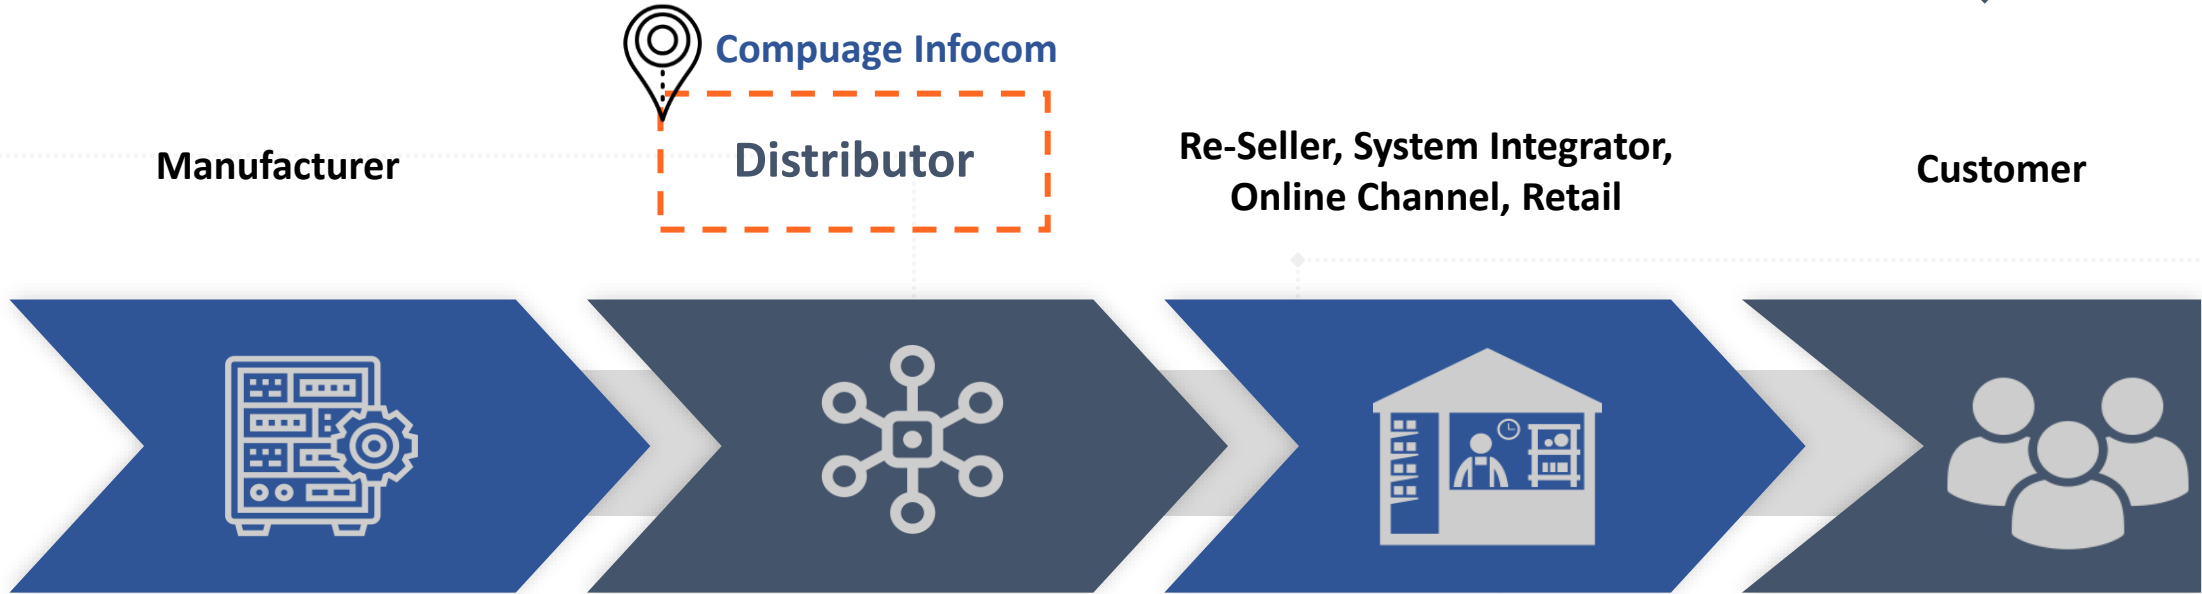 Compuage Infocom
Manufacturer
Distributor
Re-Seller, System Integrator,
Online Channel, Retail
Customer